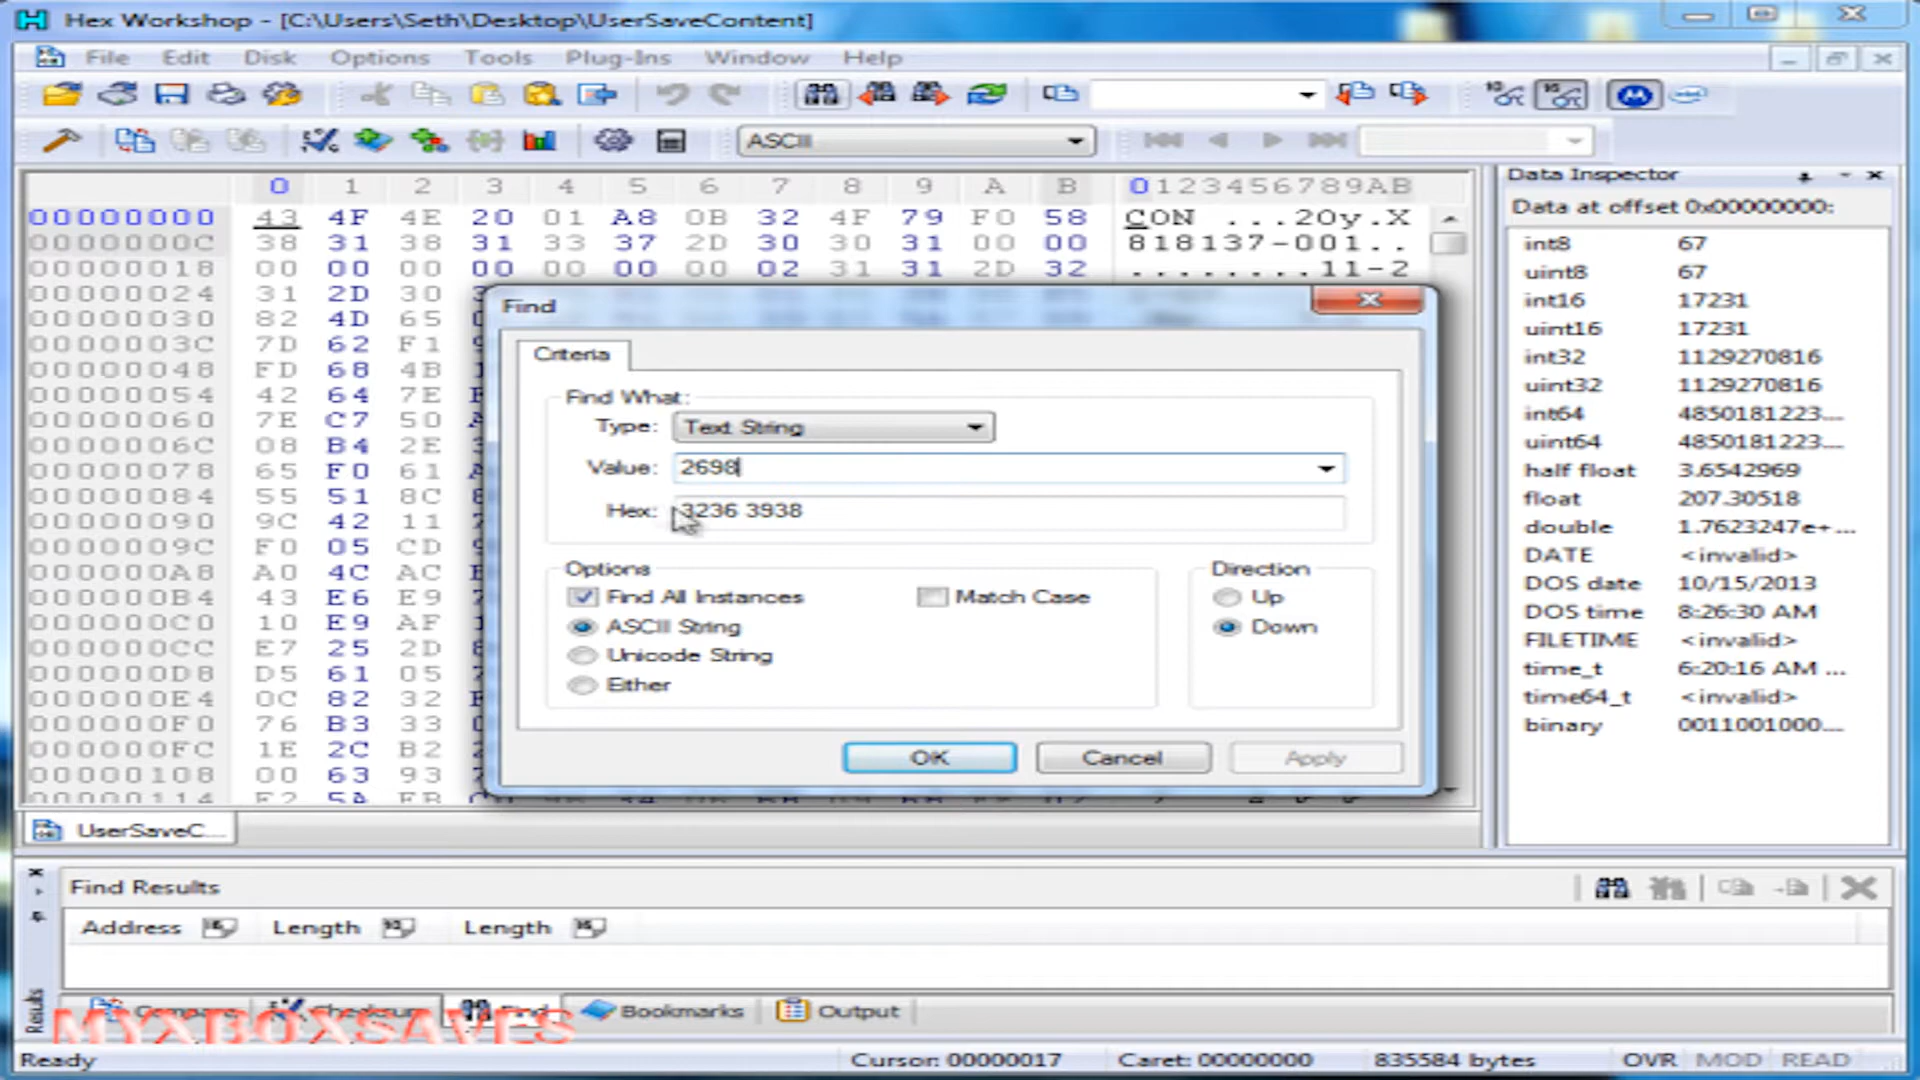 Hex Workshop - [C:\Users\Seth\Desktop\UserSaveContent]
File Edit Disk Options Tools Plug-Ins Window Help
ASCII
0 1 2 3 4 5 6 7 8 9 A B 0123456789AB
00000000 43 4F 4E 20 01 A8 0B 32 4F 79 F0 58 CON ...2Oy.X
0000000C 38 31 38 31 33 37 2D 30 30 31 00 00 818137-001..
00000018 00 00 00 00 00 00 00 02 31 31 2D 32 ........11-2
00000024 31 2D 30
00000030 82 4D 65
0000003C 7D 62 F1
00000048 FD 68 4B
00000054 42 64 7E
00000060 7E C7 50
0000006C 08 B4 2E
00000078 65 F0 61
00000084 55 51 8C
00000090 9C 42 11
0000009C F0 05 CD
000000A8 A0 4C AC
000000B4 43 E6 E9
000000C0 10 E9 AF
000000CC E7 25 2D
000000D8 D5 61 05
000000E4 0C 82 32
000000F0 76 B3 33
000000FC 1E 2C B2
00000108 00 63 93
00000114
Find
Criteria
Find What:
Type: Text String
Value: 2698
Hex: 3236 3938
Options
Find All Instances Match Case
ASCII String
Unicode String
Either
Direction
Up
Down
OK Cancel Apply
Data Inspector
Data at offset 0x00000000:
int8 67
uint8 67
int16 17231
uint16 17231
int32 1129270816
uint32 1129270816
int64 4850181223...
uint64 4850181223...
half float 3.6542969
float 207.30518
double 1.7623247e+...
DATE <invalid>
DOS date 10/15/2013
DOS time 8:26:30 AM
FILETIME <invalid>
time_t 6:20:16 AM ...
time64_t <invalid>
binary 0011001000...
UserSaveC...
Find Results
Address Length Length
Results
Compare Checksum Find Bookmarks Output
MYXBOXSAVES
Ready Cursor: 00000017 Caret: 00000000 835584 bytes OVR MOD READ